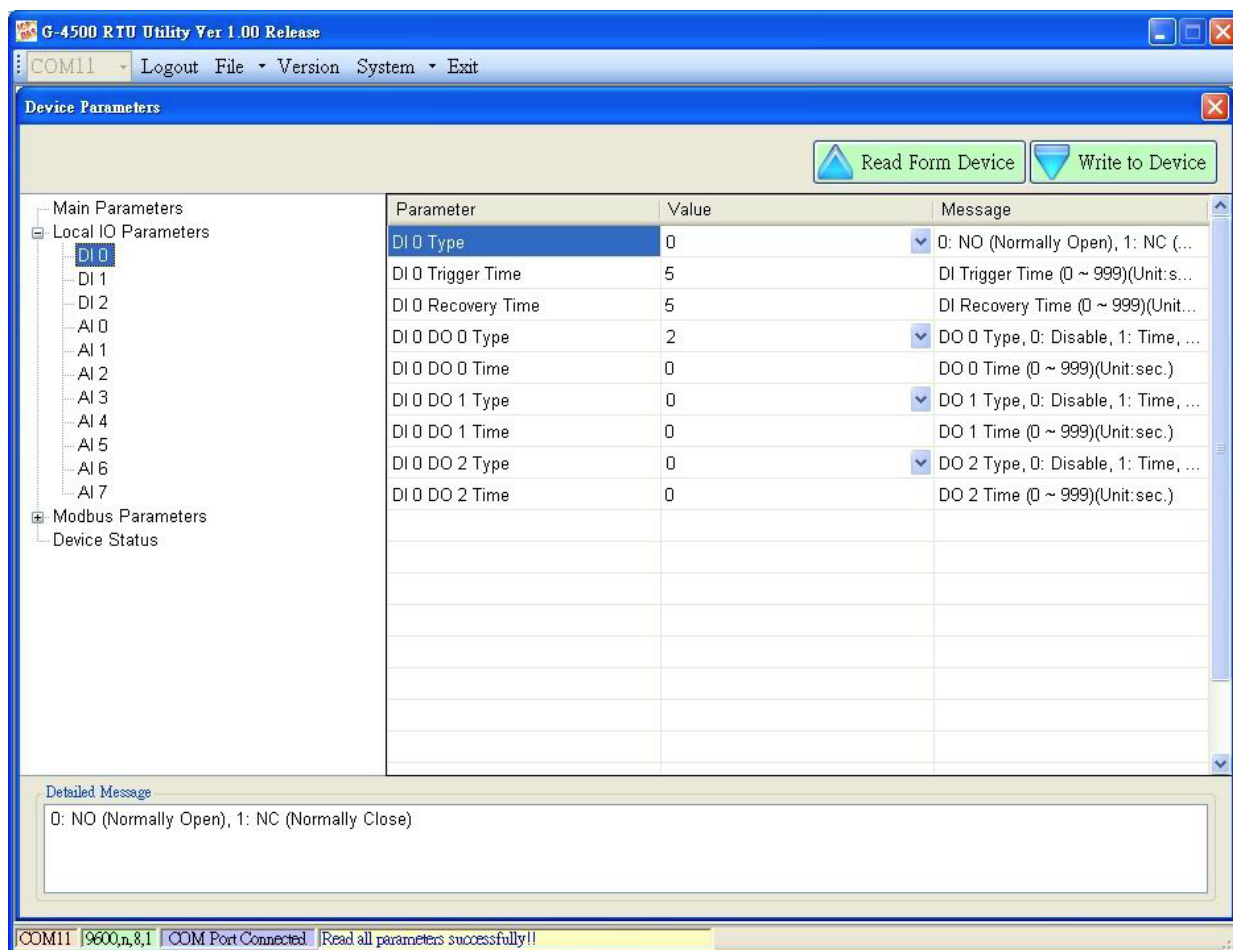 G-4500 RTU Utility Ver 1.00 Release
COM11 Logout File Version System Exit
Device Parameters
Read Form Device Write to Device
Main Parameters
Local IO Parameters
DI 0
DI 1
DI 2
AI 0
AI 1
AI 2
AI 3
AI 4
AI 5
AI 6
AI 7
Modbus Parameters
Device Status
Parameter Value Message
DI 0 Type 0 0: NO (Normally Open), 1: NC (...
DI 0 Trigger Time 5 DI Trigger Time (0 ~ 999)(Unit:s...
DI 0 Recovery Time 5 DI Recovery Time (0 ~ 999)(Unit...
DI 0 DO 0 Type 2 DO 0 Type, 0: Disable, 1: Time, ...
DI 0 DO 0 Time 0 DO 0 Time (0 ~ 999)(Unit:sec.)
DI 0 DO 1 Type 0 DO 1 Type, 0: Disable, 1: Time, ...
DI 0 DO 1 Time 0 DO 1 Time (0 ~ 999)(Unit:sec.)
DI 0 DO 2 Type 0 DO 2 Type, 0: Disable, 1: Time, ...
DI 0 DO 2 Time 0 DO 2 Time (0 ~ 999)(Unit:sec.)
Detailed Message
0: NO (Normally Open), 1: NC (Normally Close)
COM11 9600,n,8,1 COM Port Connected Read all parameters successfully!!